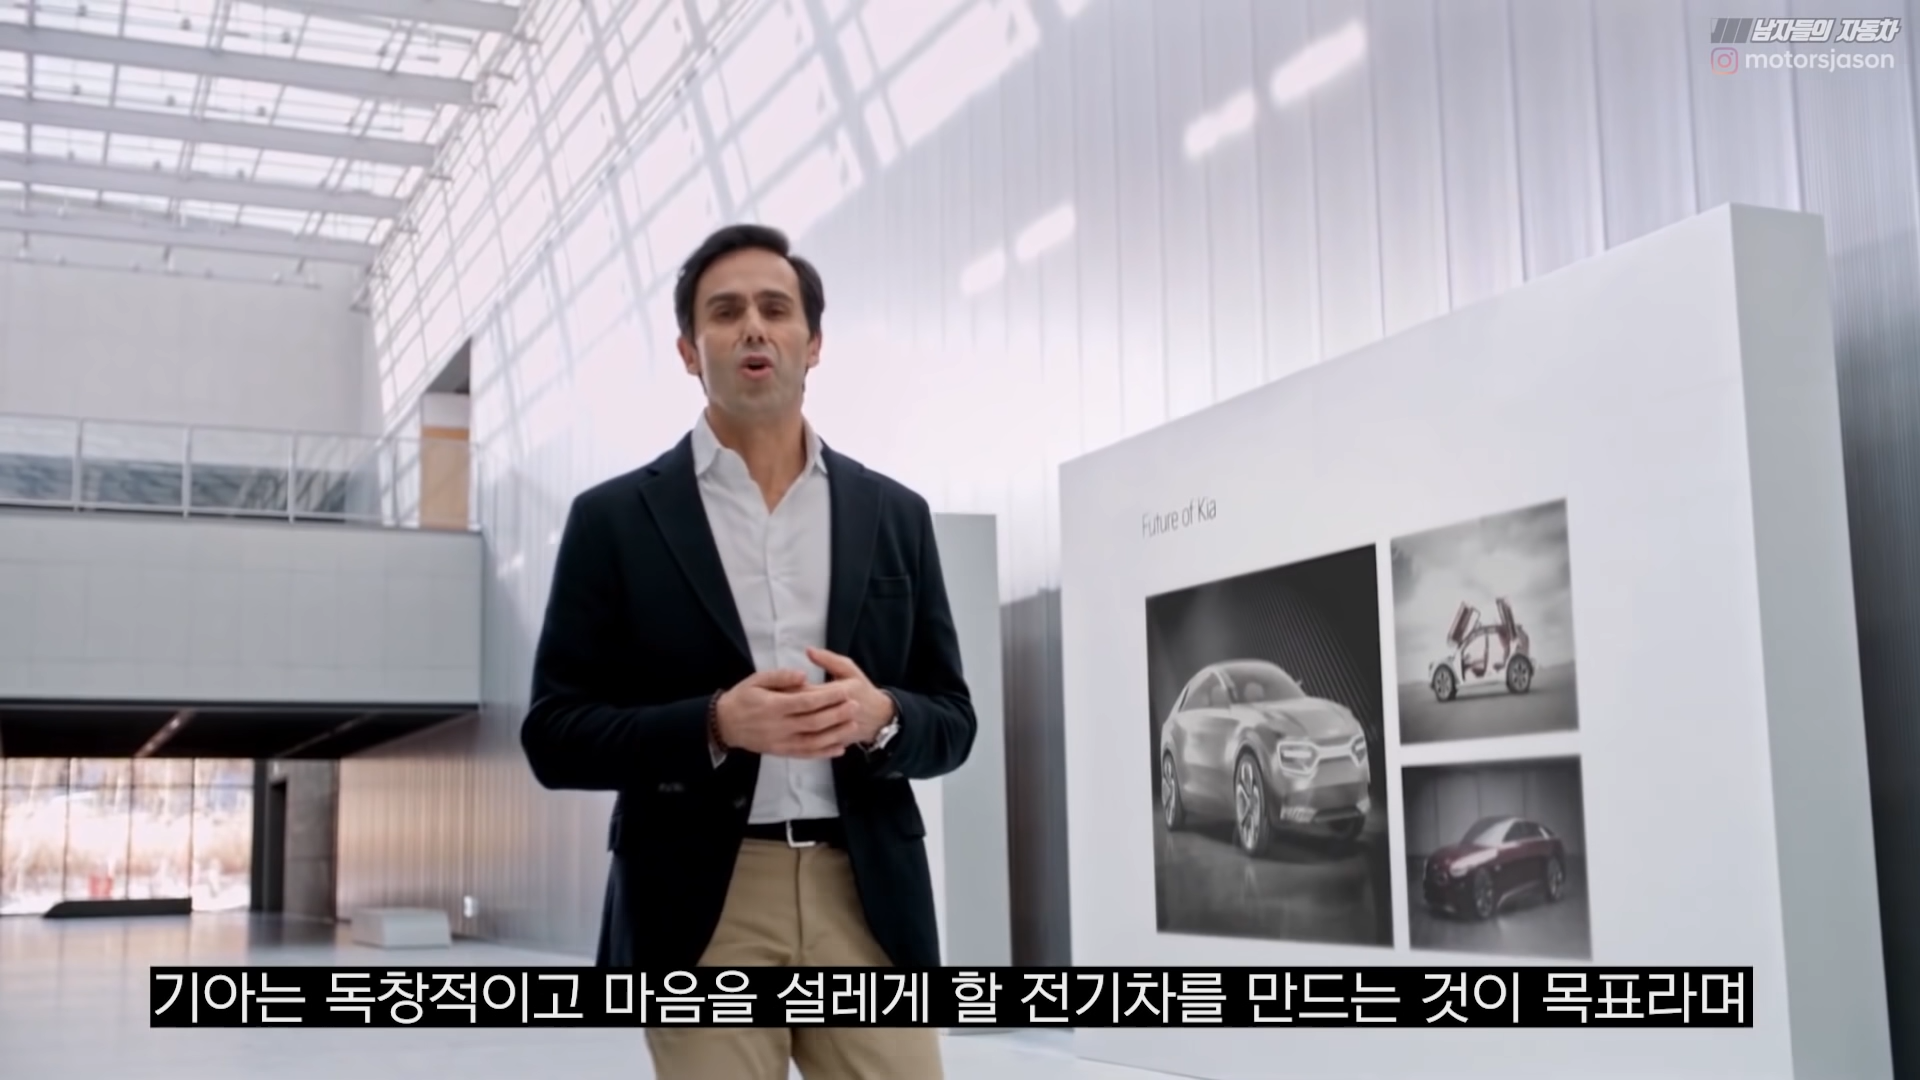 남자들의 자동차
motorsjason
Future of Kia
기아는 독창적이고 마음을 설레게 할 전기차를 만드는 것이 목표라며